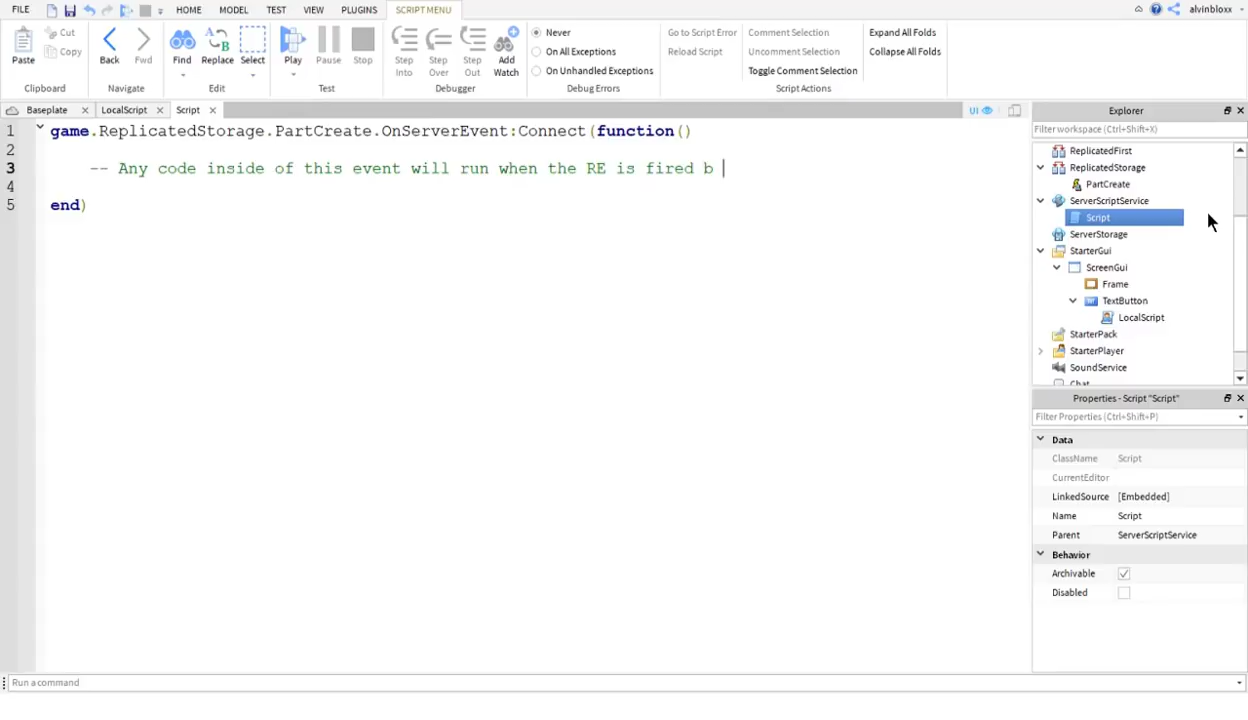 FILE HOME MODEL TEST VIEW PLUGINS SCRIPT MENU alvinbloxx
Paste Cut Copy Back Fwd Find Replace Select Play Pause Stop Step Into Step Over Step Out Add Watch
Never
On All Exceptions
On Unhandled Exceptions
Go to Script Error
Reload Script
Comment Selection
Uncomment Selection
Toggle Comment Selection
Expand All Folds
Collapse All Folds
Clipboard Navigate Edit Test Debugger Debug Errors Script Actions
Baseplate LocalScript Script UI
1 game.ReplicatedStorage.PartCreate.OnServerEvent:Connect(function()
2
3 -- Any code inside of this event will run when the RE is fired b
4
5 end)
Explorer
Filter workspace (Ctrl+Shift+X)
ReplicatedFirst
ReplicatedStorage
PartCreate
ServerScriptService
Script
ServerStorage
StarterGui
ScreenGui
Frame
TextButton
LocalScript
StarterPack
StarterPlayer
SoundService
Chat
Properties - Script "Script"
Filter Properties (Ctrl+Shift+P)
Data
ClassName Script
CurrentEditor
LinkedSource [Embedded]
Name Script
Parent ServerScriptService
Behavior
Archivable
Disabled
Run a command